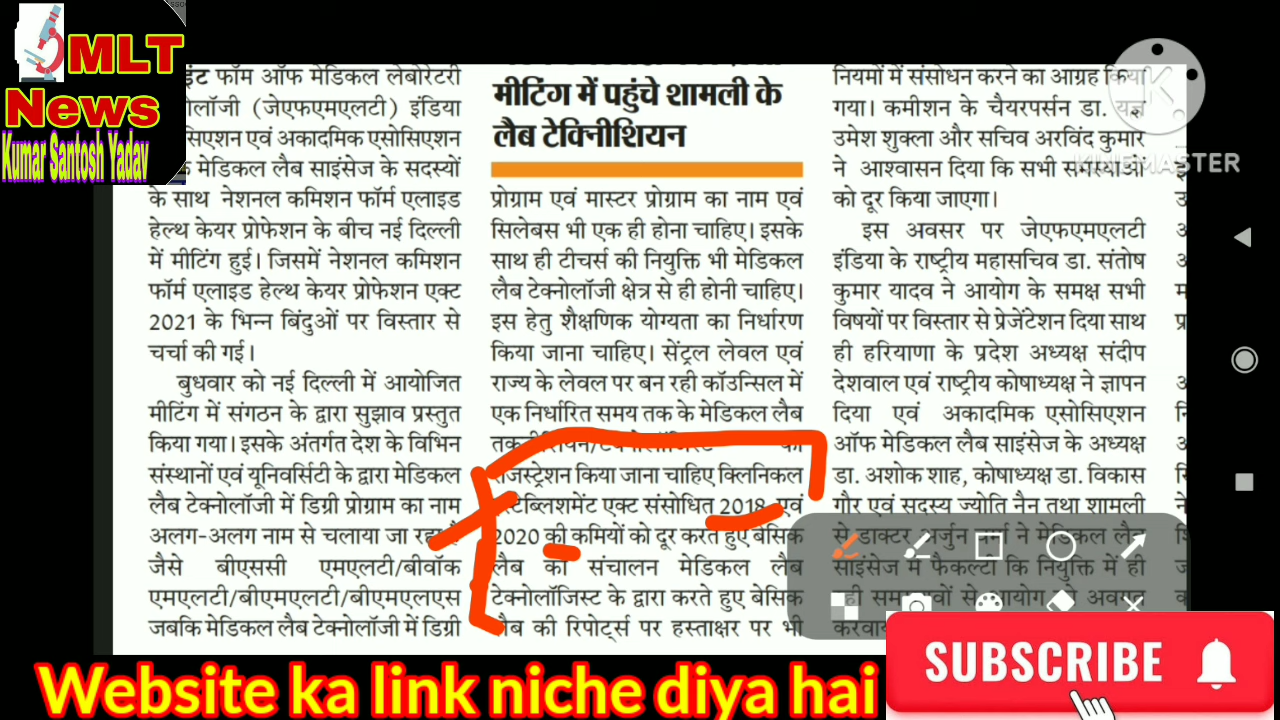 MLT
News
Kumar Santosh Yadav
इंट फॉम ऑफ मेडिकल लेबोरेटरी
नोलॉजी (जेएफएमएलटी) इंडिया
सिएशन एवं अकादमिक एसोसिएशन
मेडिकल लैब साइंसेज के सदस्यों
के साथ नेशनल कमिशन फॉर्म एलाइड
हेल्थ केयर प्रोफेशन के बीच नई दिल्ली
में मीटिंग हुई। जिसमें नेशनल कमिशन
फॉर्म एलाइड हेल्थ केयर प्रोफेशन एक्ट
2021 के भिन्न बिंदुओं पर विस्तार से
चर्चा की गई।
बुधवार को नई दिल्ली में आयोजित
मीटिंग में संगठन के द्वारा सुझाव प्रस्तुत
किया गया। इसके अंतर्गत देश के विभिन
संस्थानों एवं यूनिवर्सिटी के द्वारा मेडिकल
लैब टेक्नोलॉजी में डिग्री प्रोग्राम का नाम
अलग-अलग नाम से चलाया जा रहा है
जैसे बीएससी एमएलटी/बीवॉक
एमएलटी/बीएमएलटी/बीएमएलएस
जबकि मेडिकल लैब टेक्नोलॉजी में डिग्री
मीटिंग में पहुंचे शामली के
लैब टेक्निीशियन
प्रोग्राम एवं मास्टर प्रोग्राम का नाम एवं
सिलेबस भी एक ही होना चाहिए। इसके
साथ ही टीचर्स की नियुक्ति भी मेडिकल
लैब टेक्नोलॉजी क्षेत्र से ही होनी चाहिए।
इस हेतु शैक्षणिक योग्यता का निर्धारण
किया जाना चाहिए। सेंट्रल लेवल एवं
राज्य के लेवल पर बन रही कॉउन्सिल में
एक निर्धारित समय तक के मेडिकल लैब
का
रजिस्ट्रेशन किया जाना चाहिए क्लिनिकल
एक्ट संसोधित 2018 एवं
2020 की कमियों को दूर करते हुए बेसिक
लैब का संचालन मेडिकल लैब
टेक्नोलॉजिस्ट के द्वारा करते हुए बेसिक
लैब की रिपोर्ट्स पर हस्ताक्षर पर भी
नियमों में संसोधन करने का आग्रह किया
गया। कमीशन के चैयरपर्सन डा. यज्ञ
उमेश शुक्ला और सचिव अरविंद कुमार
ने आश्वासन दिया कि सभी समस्याओं
को दूर किया जाएगा।
इस अवसर पर जेएफएमएलटी
इंडिया के राष्ट्रीय महासचिव डा. संतोष
कुमार यादव ने आयोग के समक्ष सभी
विषयों पर विस्तार से प्रेजेंटेशन दिया साथ
ही हरियाणा के प्रदेश अध्यक्ष संदीप
देशवाल एवं राष्ट्रीय कोषाध्यक्ष ने ज्ञापन
दिया एवं अकादमिक एसोसिएशन
ऑफ मेडिकल लैब साइंसेज के अध्यक्ष
डा. अशोक शाह, कोषाध्यक्ष डा. विकास
गौर एवं सदस्य ज्योति नैन तथा शामली
से डाक्टर अर्जुन वर्मा ने मेडिकल लैब
साइंसेज में फैकल्टी कि नियुक्ति में ही
KINEMASTER
Website ka link niche diya hai
SUBSCRIBE